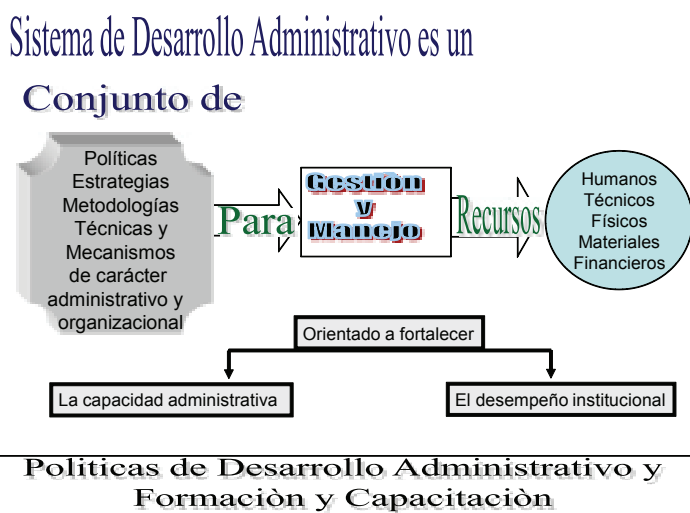 Sistema de Desarrollo Administrativo es un
Conjunto de
Políticas
Estrategias
Metodologías
Técnicas y
Mecanismos
de carácter
administrativo y
organizacional
Para
Gestión
y
Manejo
Recursos
Humanos
Técnicos
Físicos
Materiales
Financieros
Orientado a fortalecer
La capacidad administrativa
El desempeño institucional
Politicas de Desarrollo Administrativo y
Formaciòn y Capacitaciòn